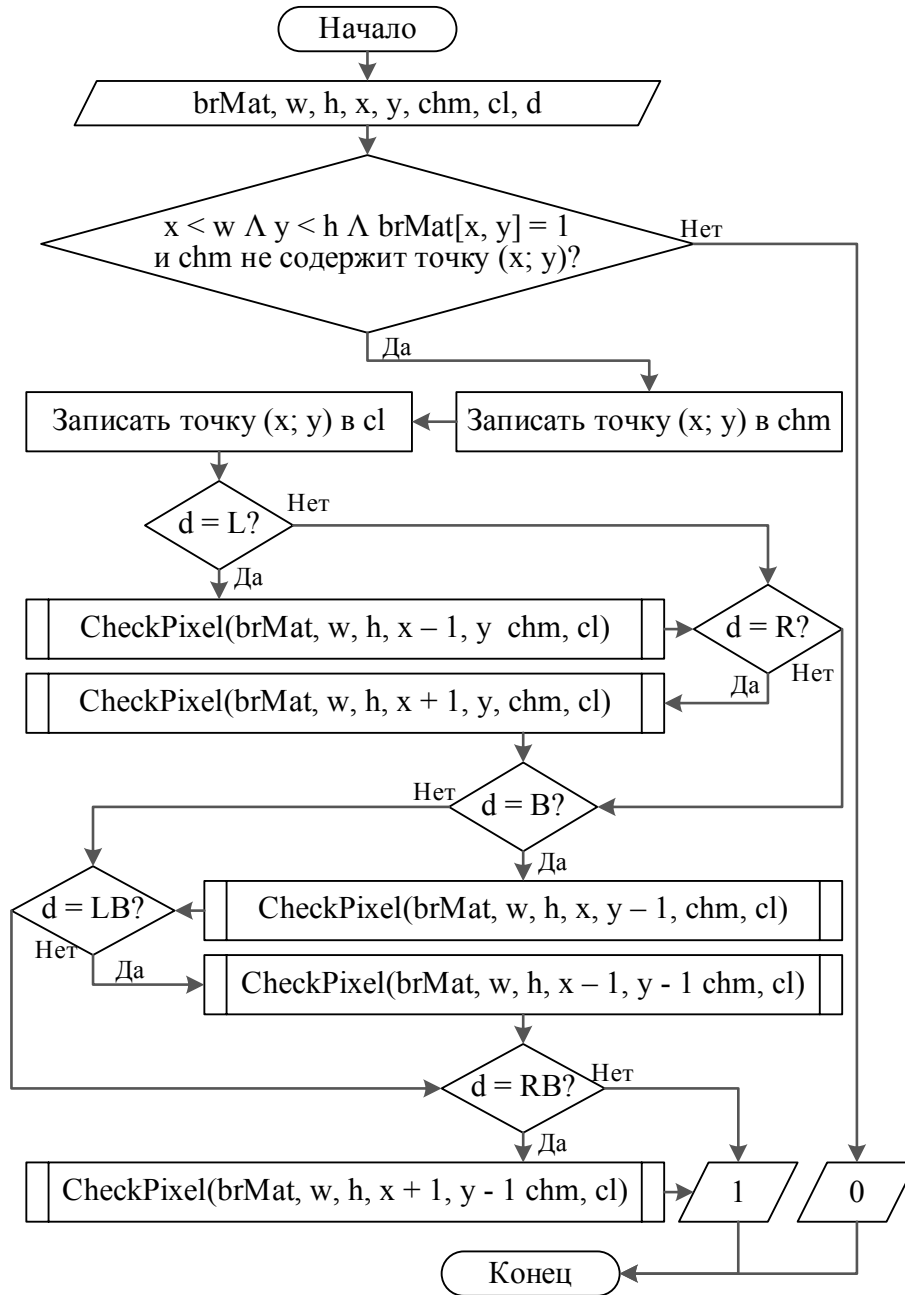 Начало
brMat, w, h, x, y, chm, cl, d
x < w Λ y < h Λ brMat[x, y] = 1
и chm не содержит точку (x; y)?
Нет
Да
Записать точку (x; y) в cl
Записать точку (x; y) в chm
d = L?
Нет
Да
CheckPixel(brMat, w, h, x – 1, y  chm, cl)
d = R?
Да
Нет
CheckPixel(brMat, w, h, x + 1, y, chm, cl)
d = B?
Нет
Да
d = LB?
CheckPixel(brMat, w, h, x, y – 1, chm, cl)
Нет
Да
CheckPixel(brMat, w, h, x – 1, y - 1 chm, cl)
d = RB?
Нет
Да
CheckPixel(brMat, w, h, x + 1, y - 1 chm, cl)
1
0
Конец